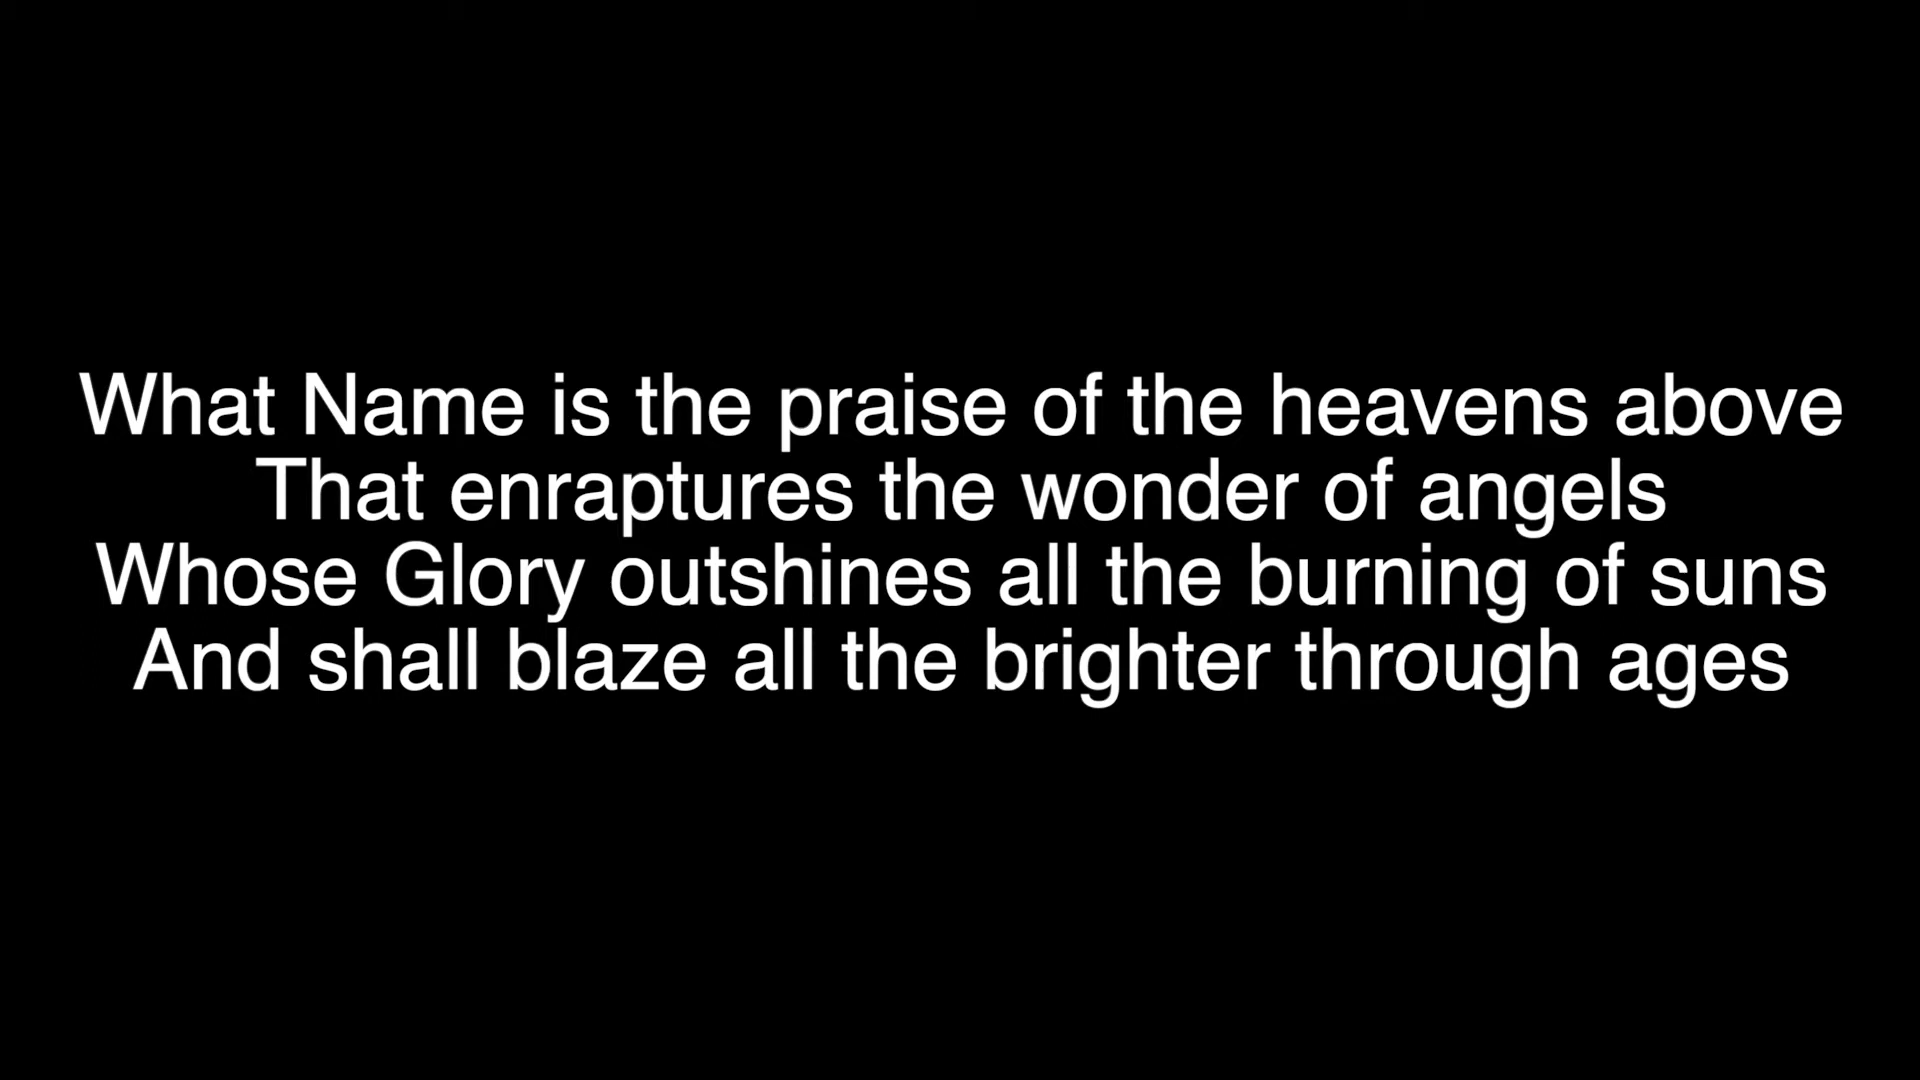 What Name is the praise of the heavens above
That enraptures the wonder of angels
Whose Glory outshines all the burning of suns
And shall blaze all the brighter through ages